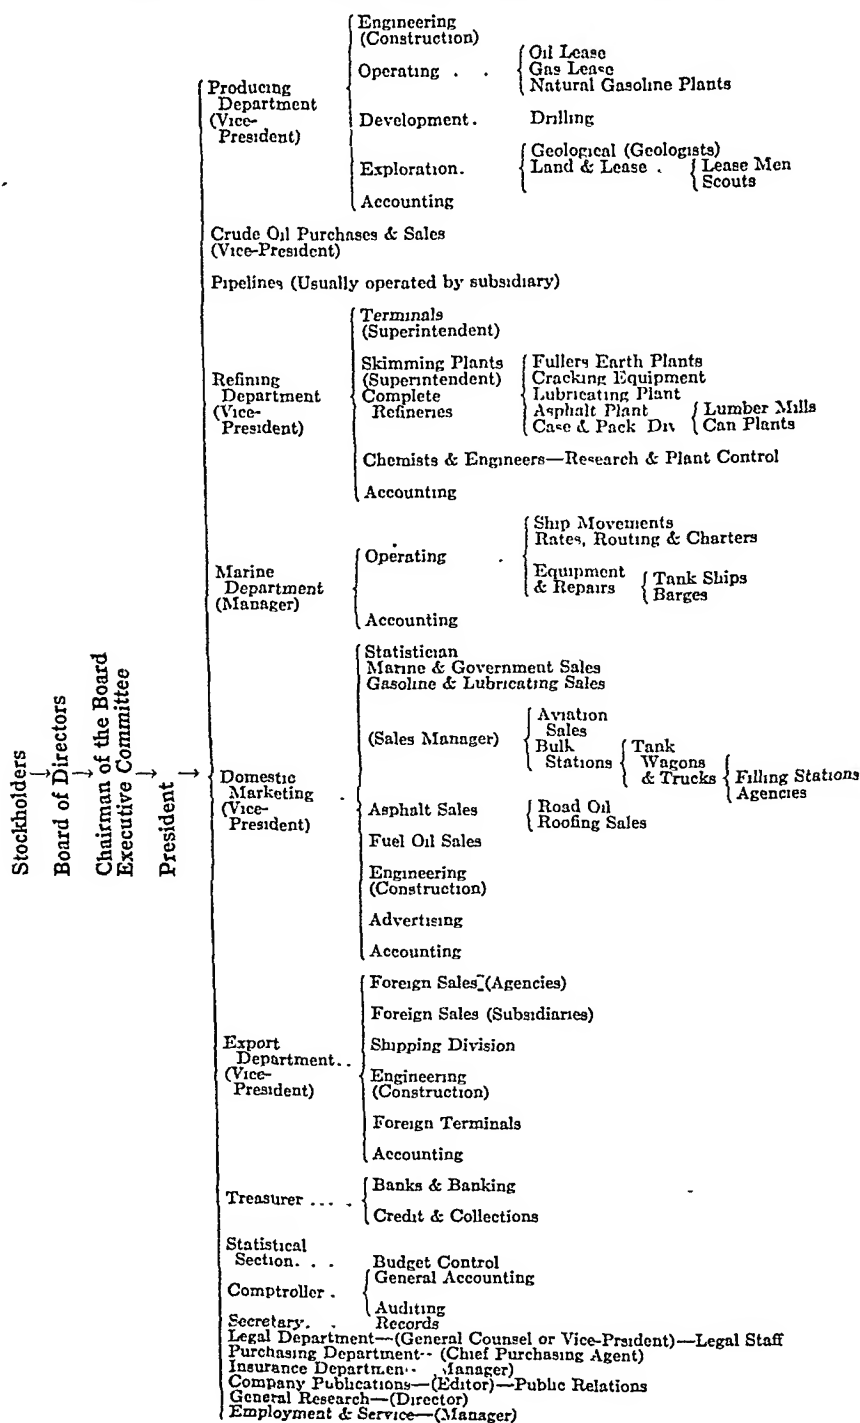 Stockholders
Board of Directors
Chairman of the Board
Executive Committee
President
Producing
Department
(Vice-
President)
Engineering
(Construction)
Operating . .
Oil Lease
Gas Lease
Natural Gasoline Plants
Development.
Drilling
Exploration.
Geological (Geologists)
Land & Lease .
Lease Men
Scouts
Accounting
Crude Oil Purchases & Sales
(Vice-President)
Pipelines (Usually operated by subsidiary)
Refining
Department
(Vice-
President)
Terminals
(Superintendent)
Skimming Plants
(Superintendent)
Complete
Refineries
Fullers Earth Plants
Cracking Equipment
Lubricating Plant
Asphalt Plant
Case & Pack Div
Lumber Mills
Can Plants
Chemists & Engineers—Research & Plant Control
Accounting
Marine
Department
(Manager)
Operating .
Ship Movements
Rates, Routing & Charters
Equipment
& Repairs
Tank Ships
Barges
Accounting
Domestic
Marketing .
(Vice-
President)
Statistician
Marine & Government Sales
Gasoline & Lubricating Sales
(Sales Manager)
Aviation
Sales
Bulk
Stations
Tank
Wagons
& Trucks
Filling Stations
Agencies
Asphalt Sales
Road Oil
Roofing Sales
Fuel Oil Sales
Engineering
(Construction)
Advertising
Accounting
Export
Department..
(Vice-
President)
Foreign Sales (Agencies)
Foreign Sales (Subsidiaries)
Shipping Division
Engineering
(Construction)
Foreign Terminals
Accounting
Treasurer ... .
Banks & Banking
Credit & Collections
Statistical
Section. . .
Budget Control
Comptroller .
General Accounting
Auditing
Secretary. .
Records
Legal Department—(General Counsel or Vice-Prsident)—Legal Staff
Purchasing Department-- (Chief Purchasing Agent)
Insurance Departmen-- Manager)
Company Publications—(Editor)—Public Relations
General Research—(Director)
Employment & Service—(Manager)